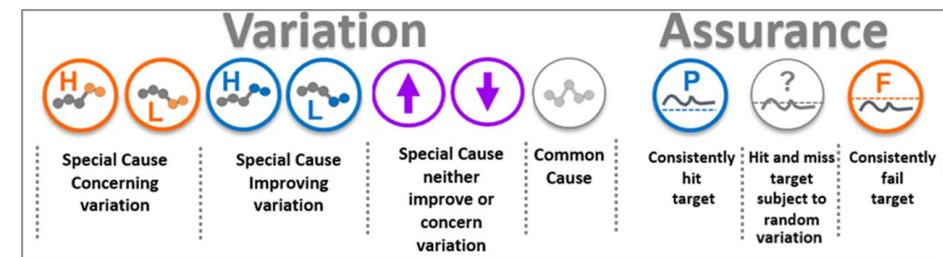 Variation
Assurance
H
L
H
L
P
?
F
Special Cause
Concerning
variation
Special Cause
Improving
variation
Special Cause
neither
improve or
concern
variation
Common
Cause
Consistently
hit
target
Hit and miss
target
subject to
random
variation
Consistently
fail
target